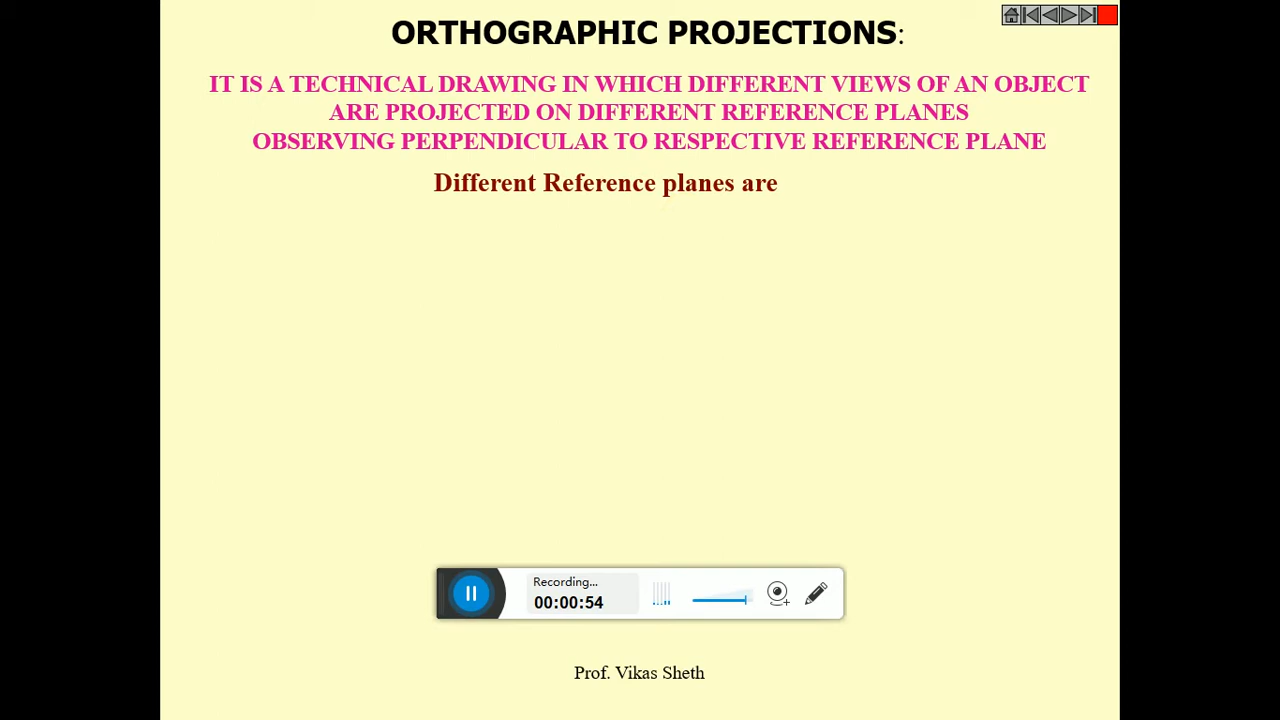 ORTHOGRAPHIC PROJECTIONS:
IT IS A TECHNICAL DRAWING IN WHICH DIFFERENT VIEWS OF AN OBJECT
ARE PROJECTED ON DIFFERENT REFERENCE PLANES
OBSERVING PERPENDICULAR TO RESPECTIVE REFERENCE PLANE
Different Reference planes are
Recording...
00:00:54
Prof. Vikas Sheth